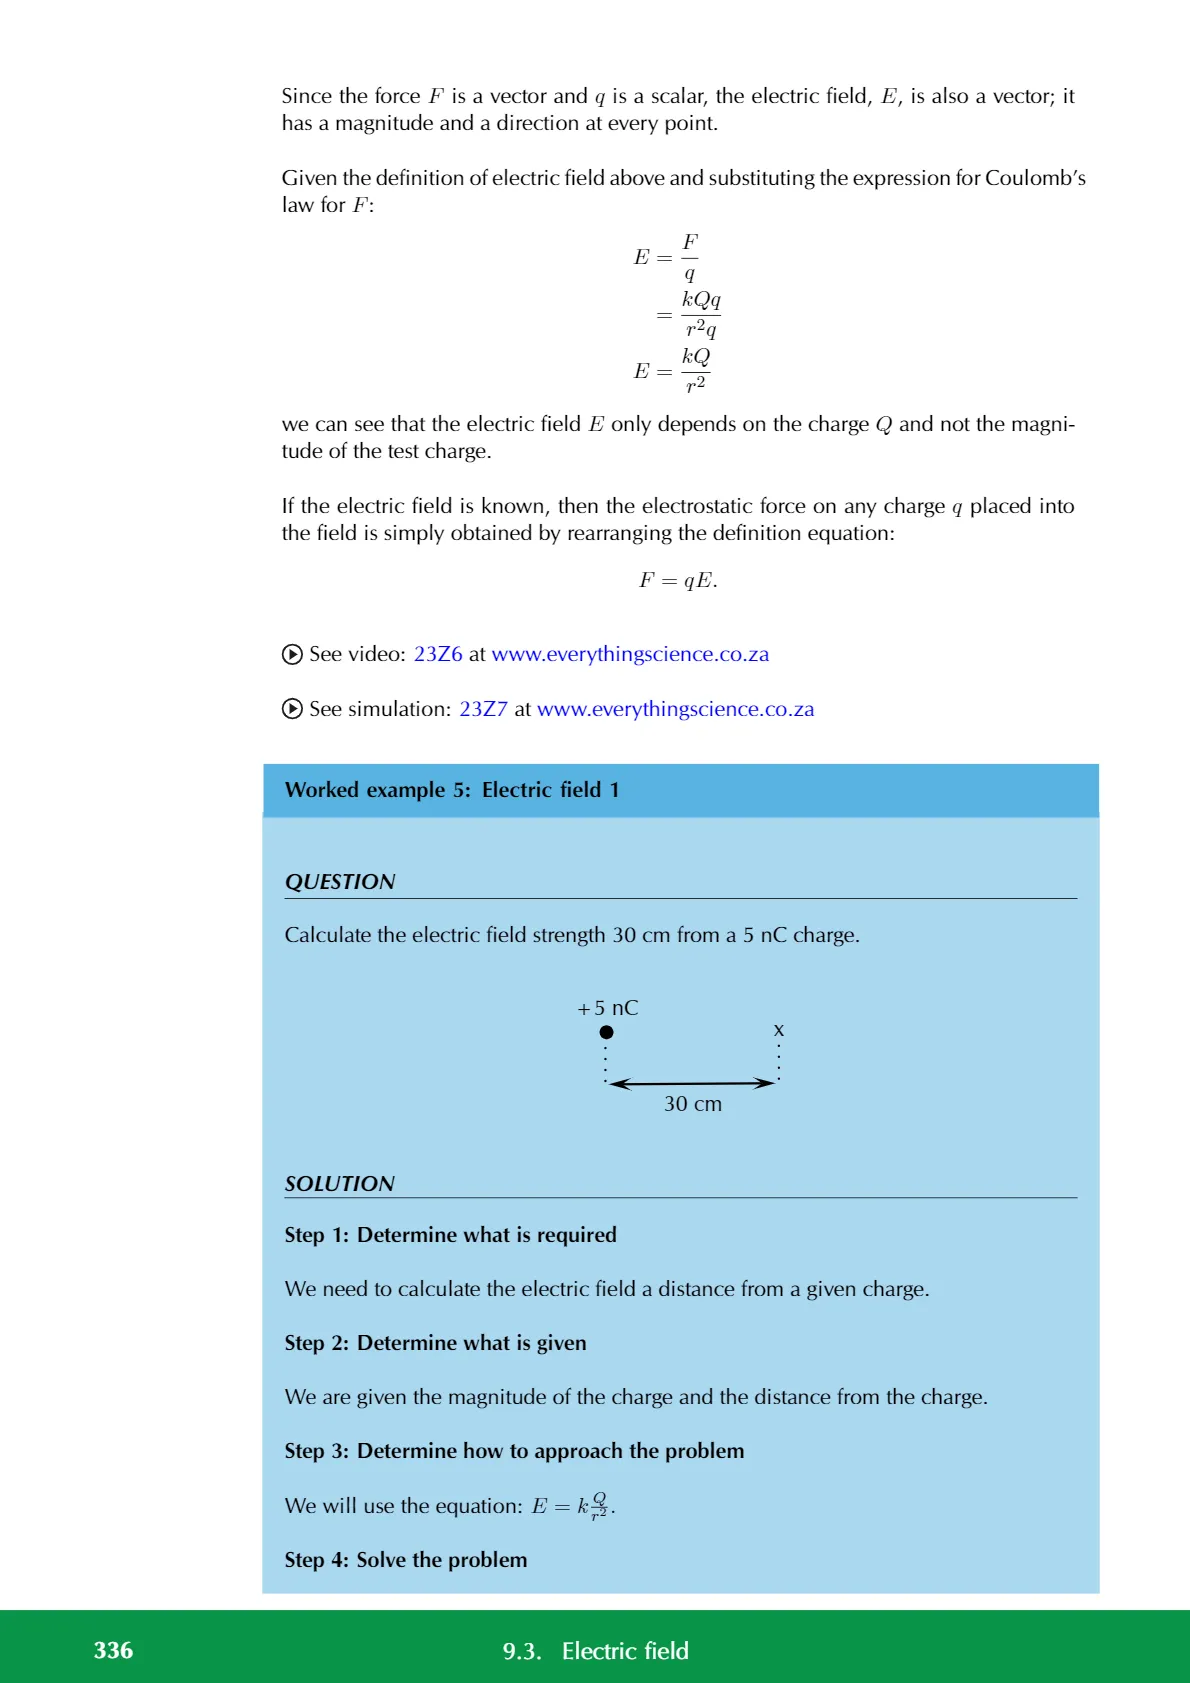 Since the force F is a vector and q is a scalar, the electric field, E, is also a vector; it
has a magnitude and a direction at every point.
Given the definition of electric field above and substituting the expression for Coulomb's
law for F:
E = F/q
= kQq/r²q
E = kQ/r²
we can see that the electric field E only depends on the charge Q and not the magni-
tude of the test charge.
If the electric field is known, then the electrostatic force on any charge q placed into
the field is simply obtained by rearranging the definition equation:
F = qE.
See video: 23Z6 at www.everythingscience.co.za
See simulation: 23Z7 at www.everythingscience.co.za
Worked example 5: Electric field 1
QUESTION
Calculate the electric field strength 30 cm from a 5 nC charge.
+5 nC
x
30 cm
SOLUTION
Step 1: Determine what is required
We need to calculate the electric field a distance from a given charge.
Step 2: Determine what is given
We are given the magnitude of the charge and the distance from the charge.
Step 3: Determine how to approach the problem
We will use the equation: E = k Q/r².
Step 4: Solve the problem
336
9.3. Electric field